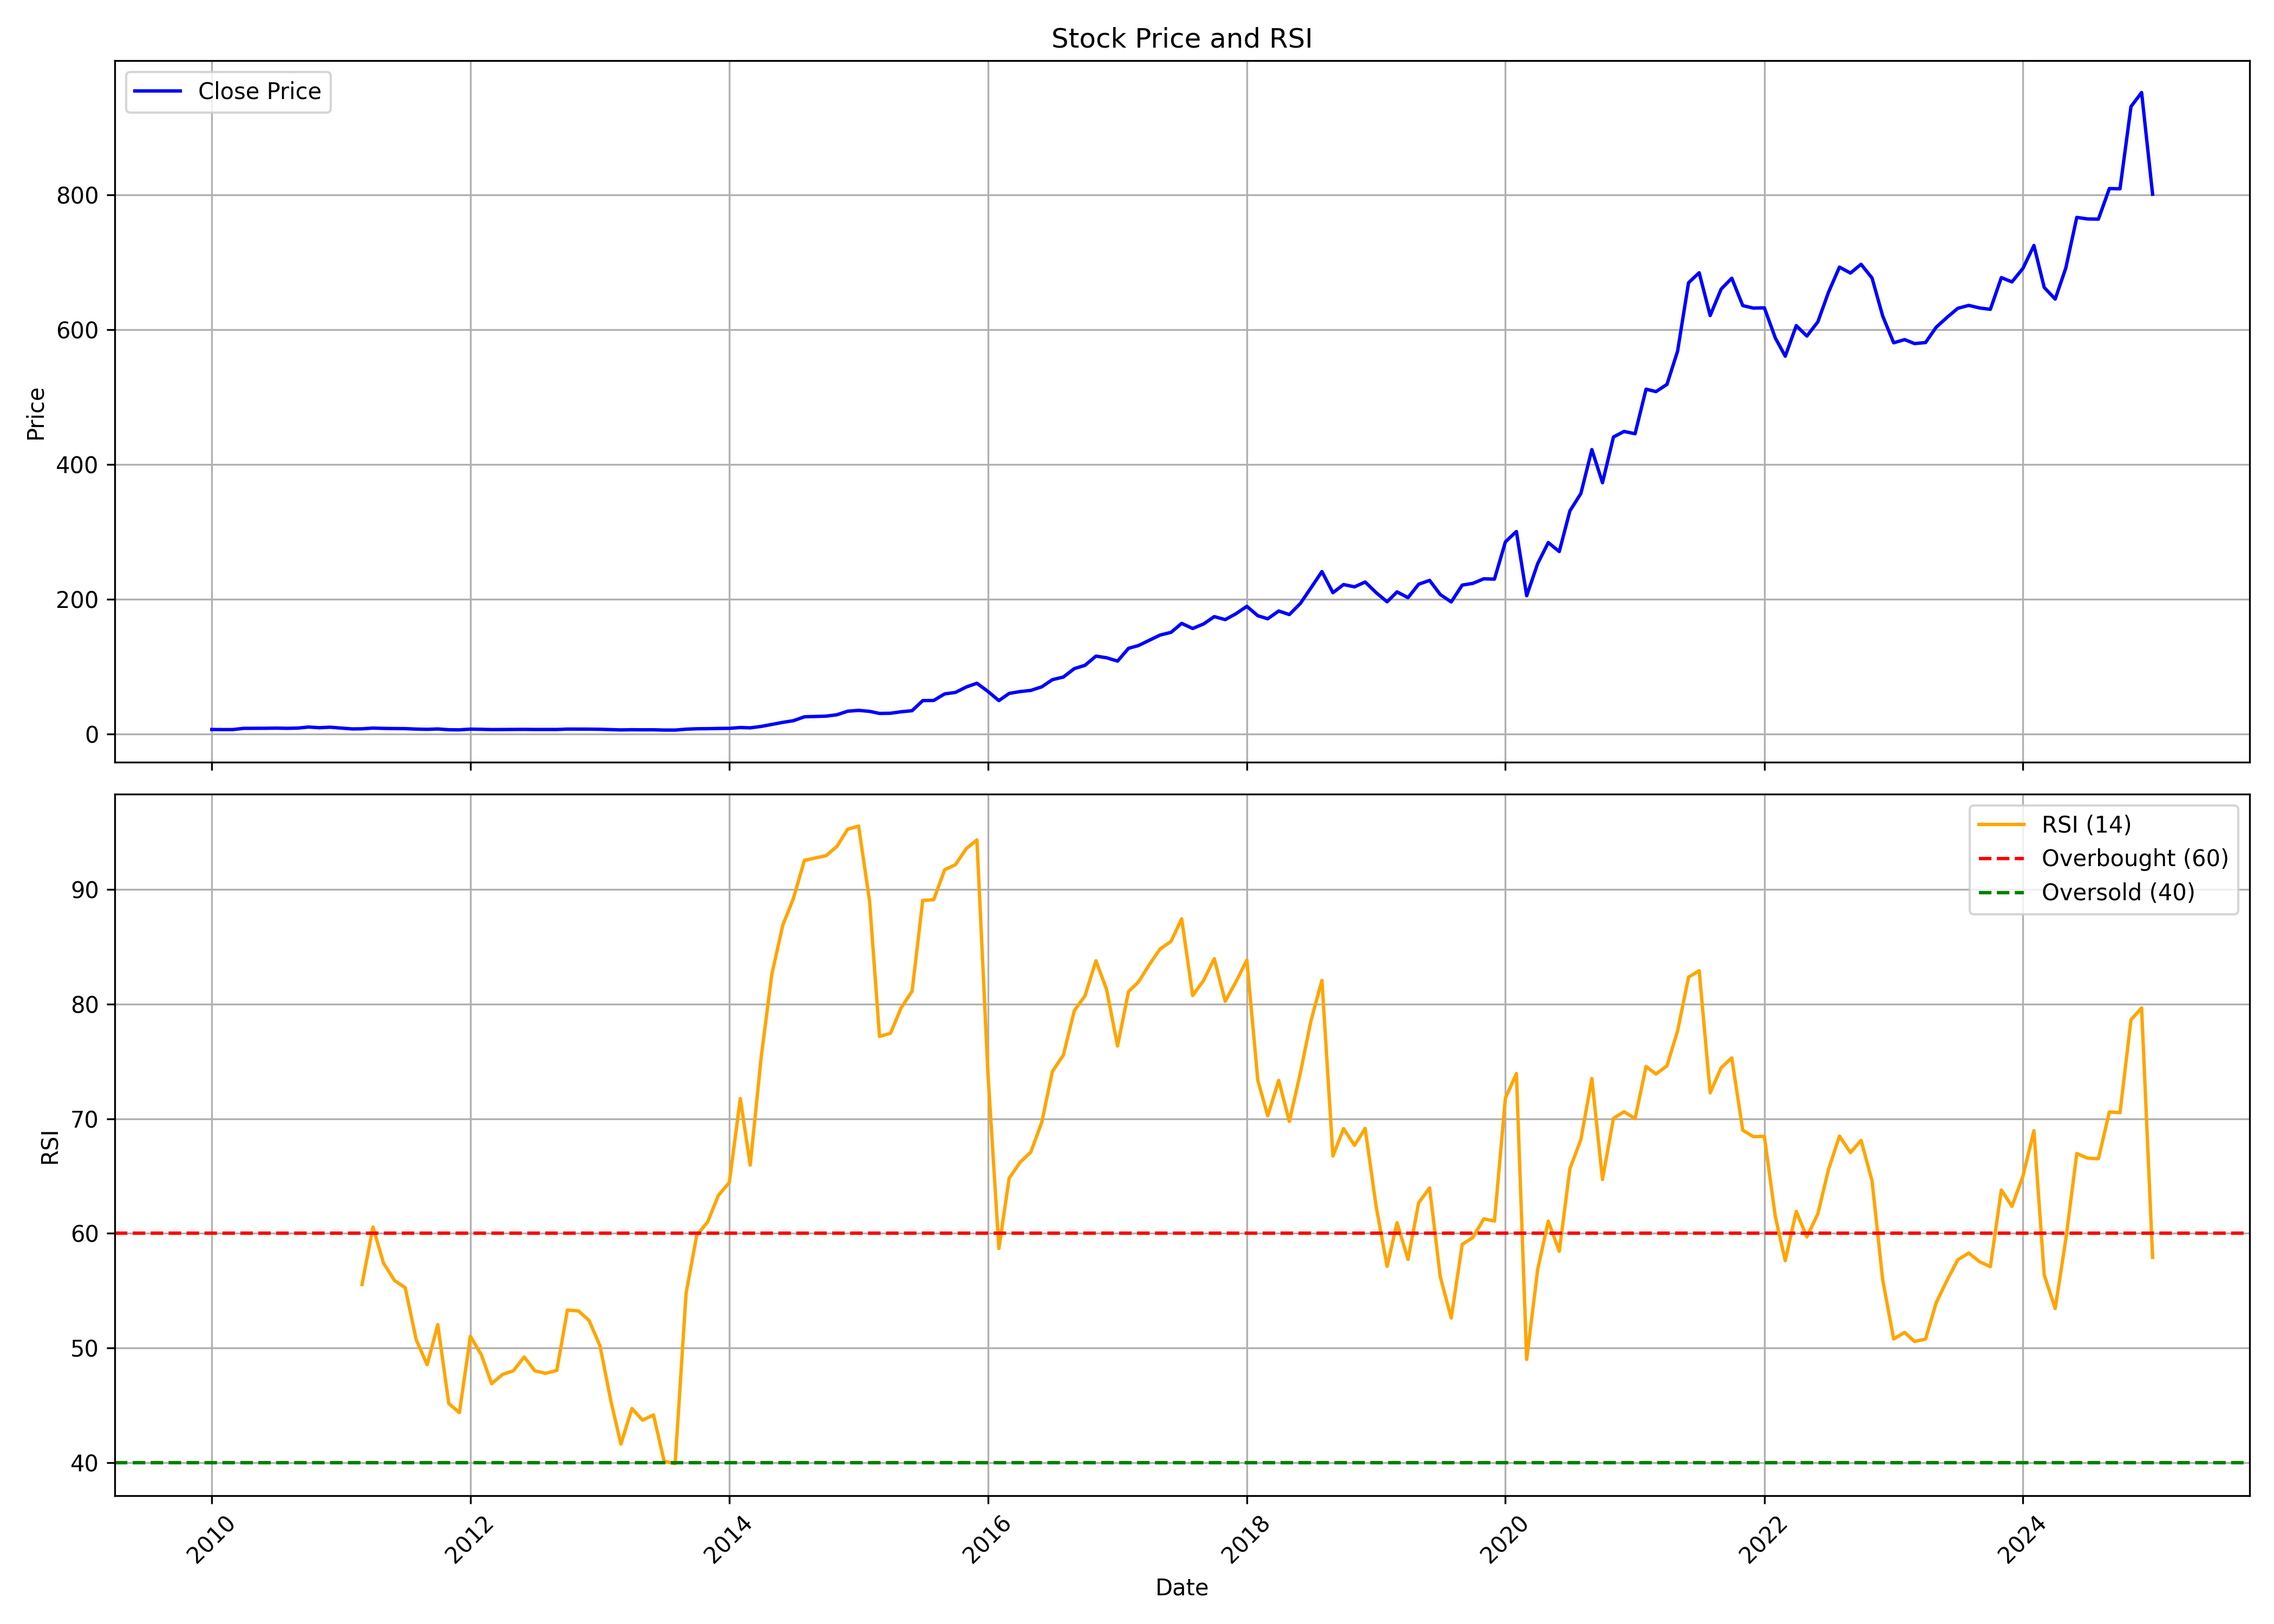 Stock Price and RSI
Close Price
Price
800
600
400
200
0
RSI (14)
Overbought (60)
Oversold (40)
RSI
90
80
70
60
50
40
2010
2012
2014
2016
2018
2020
2022
2024
Date